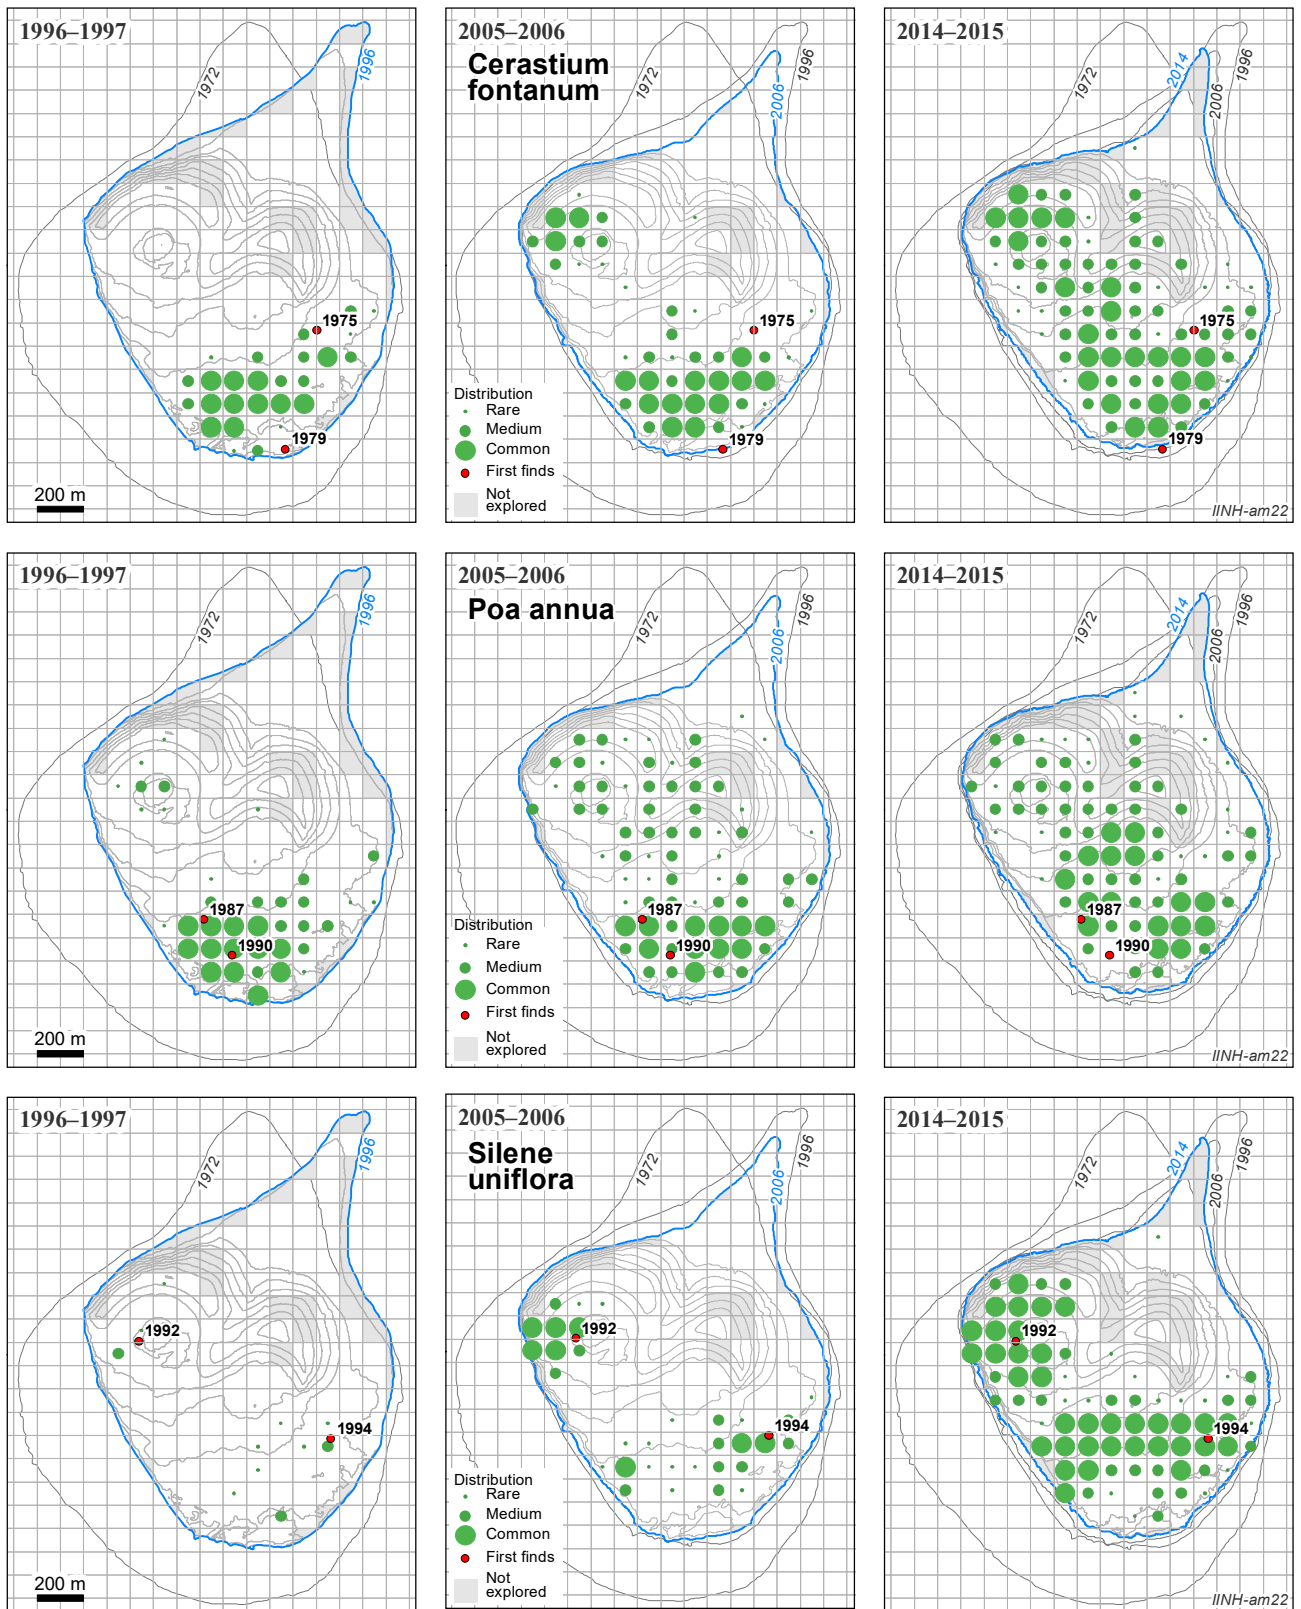 1996–1997
1972
1996
1975
1979
200 m
2005–2006
Cerastium
fontanum
1972
2006
1996
1975
1979
Distribution
Rare
Medium
Common
First finds
Not
explored
2014–2015
1972
2014
2006
1996
1975
1979
IINH-am22
1996–1997
1972
1996
1987
1990
200 m
2005–2006
Poa annua
1972
2006
1996
1987
1990
Distribution
Rare
Medium
Common
First finds
Not
explored
2014–2015
1972
2014
2006
1996
1987
1990
IINH-am22
1996–1997
1972
1996
1992
1994
200 m
2005–2006
Silene
uniflora
1972
2006
1996
1992
1994
Distribution
Rare
Medium
Common
First finds
Not
explored
2014–2015
1972
2014
2006
1996
1992
1994
IINH-am22